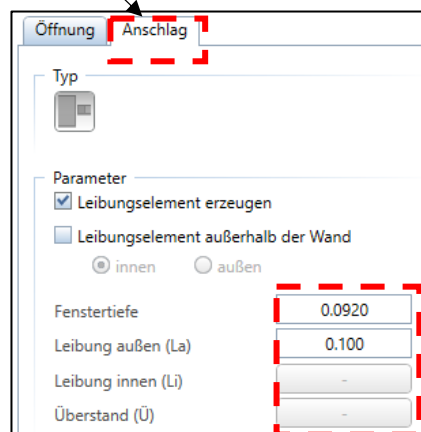 Öffnung Anschlag
Typ
Parameter
Leibungselement erzeugen
Leibungselement außerhalb der Wand
innen außen
Fenstertiefe 0.0920
Leibung außen (La) 0.100
Leibung innen (Li) -
Überstand (Ü) -